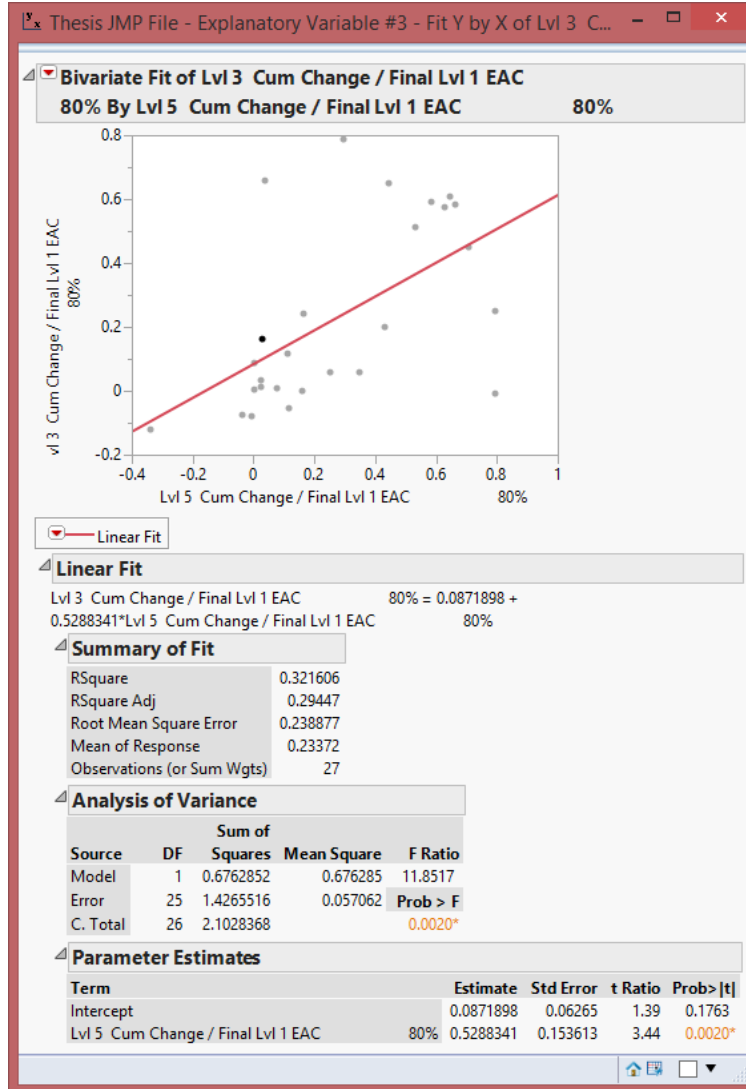 Thesis JMP File - Explanatory Variable #3 - Fit Y by X of Lvl 3 C...
Bivariate Fit of Lvl 3 Cum Change / Final Lvl 1 EAC
80% By Lvl 5 Cum Change / Final Lvl 1 EAC 80%
0.8
0.6
0.4
0.2
0
-0.2
vl 3 Cum Change / Final Lvl 1 EAC
80%
-0.4 -0.2 0 0.2 0.4 0.6 0.8 1
Lvl 5 Cum Change / Final Lvl 1 EAC 80%
Linear Fit
Linear Fit
Lvl 3 Cum Change / Final Lvl 1 EAC 80% = 0.0871898 +
0.5288341*Lvl 5 Cum Change / Final Lvl 1 EAC 80%
Summary of Fit
RSquare 0.321606
RSquare Adj 0.29447
Root Mean Square Error 0.238877
Mean of Response 0.23372
Observations (or Sum Wgts) 27
Analysis of Variance
Sum of
Source DF Squares Mean Square F Ratio
Model 1 0.6762852 0.676285 11.8517
Error 25 1.4265516 0.057062 Prob > F
C. Total 26 2.1028368 0.0020*
Parameter Estimates
Term Estimate Std Error t Ratio Prob>|t|
Intercept 0.0871898 0.06265 1.39 0.1763
Lvl 5 Cum Change / Final Lvl 1 EAC 80% 0.5288341 0.153613 3.44 0.0020*